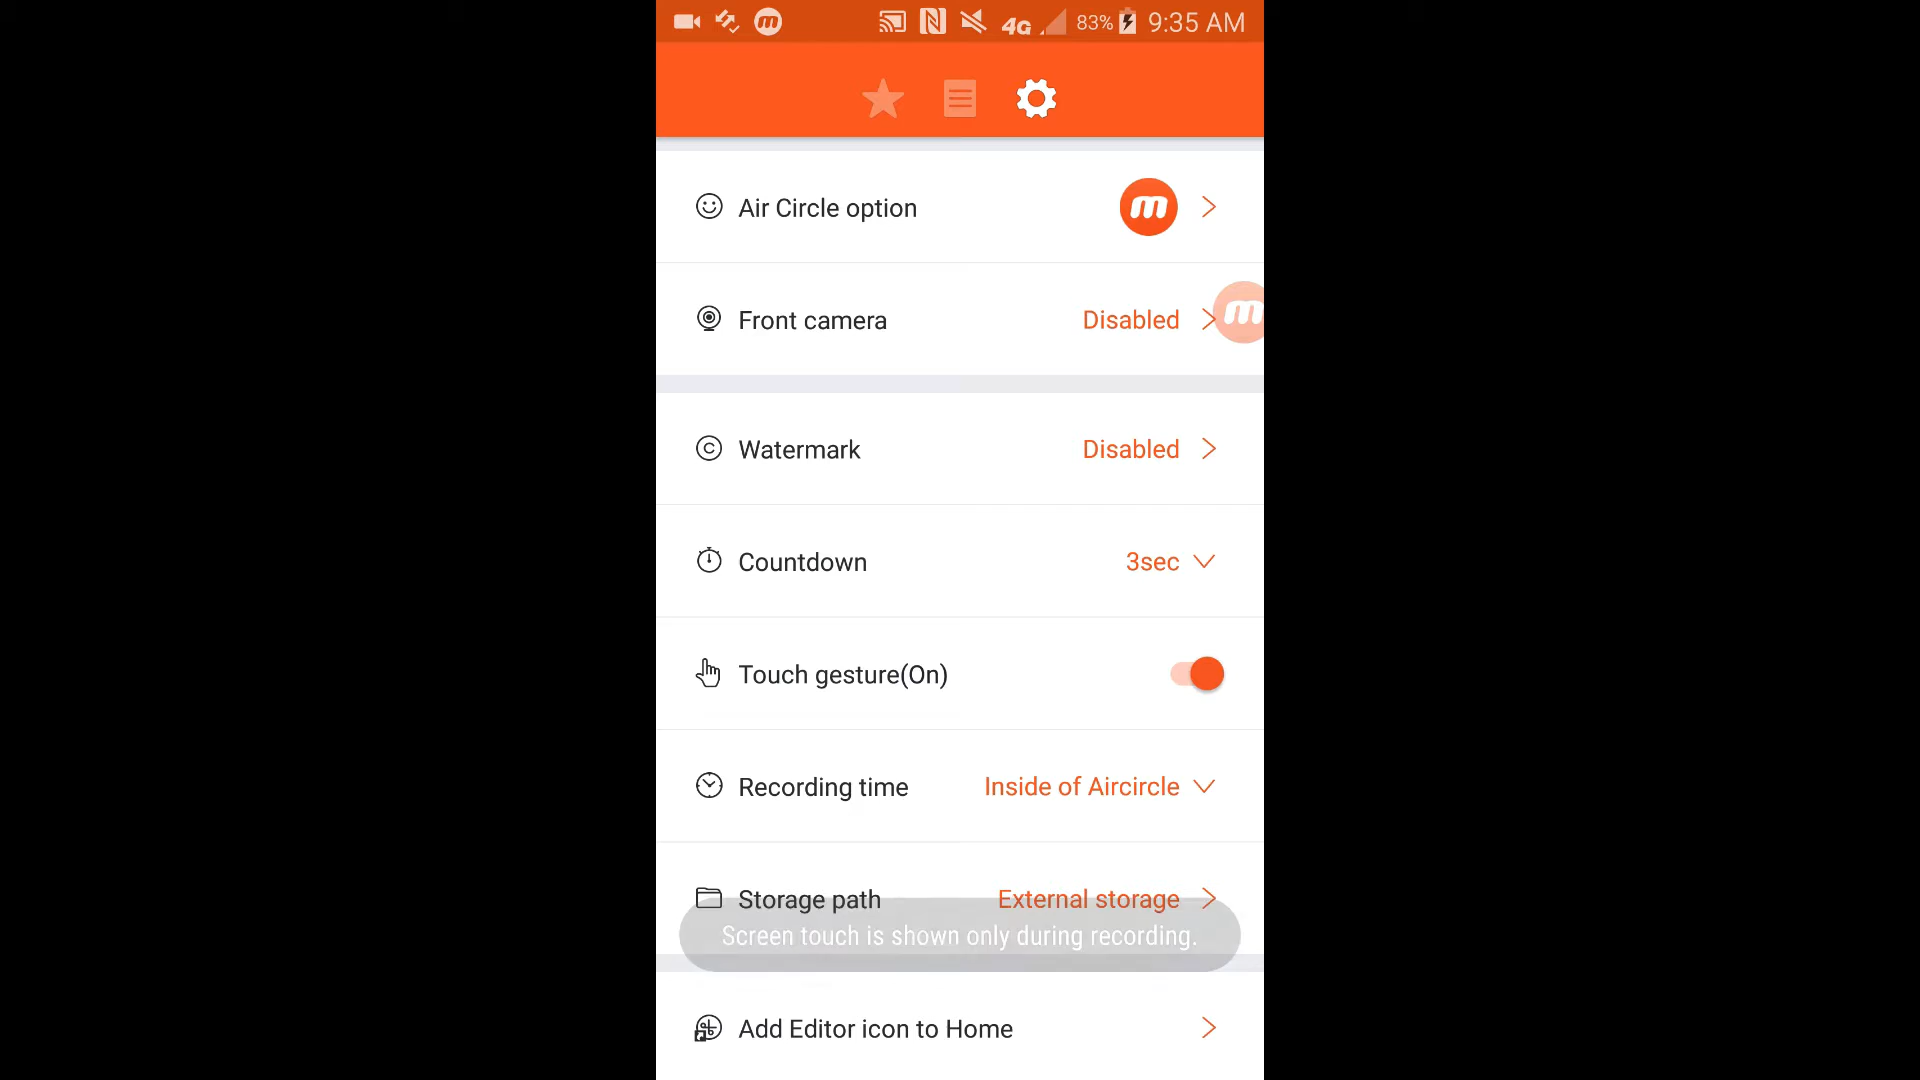 4G 83% 9:35 AM
Air Circle option m
Front camera Disabled m
Watermark Disabled
Countdown 3sec
Touch gesture(On)
Recording time Inside of Aircircle
Storage path External storage
Screen touch is shown only during recording.
Add Editor icon to Home